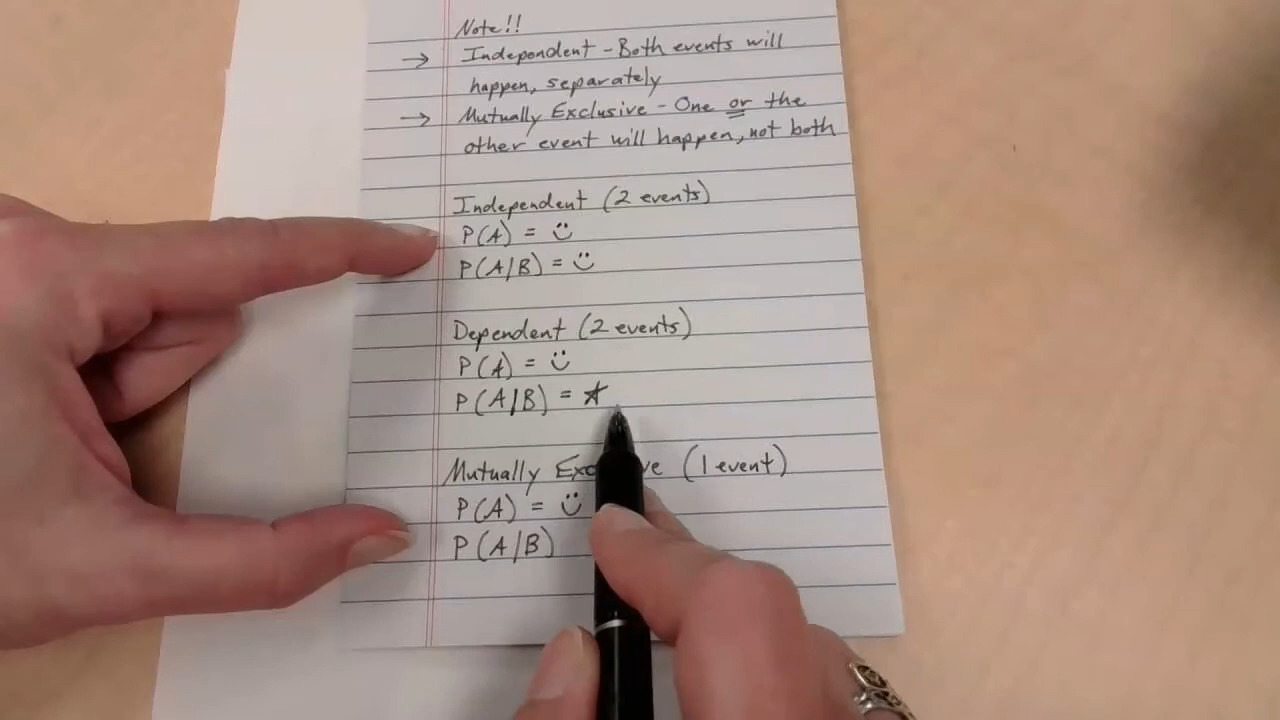 Note!!
→ Independent - Both events will
happen, separately
→ Mutually Exclusive - One or the
other event will happen, not both
Independent (2 events)
P(A) = ☺
P(A/B) = ☺
Dependent (2 events)
P(A) = ☺
P(A/B) = ☆
Mutually (1 event)
P(A) = ☺
P(A/B)